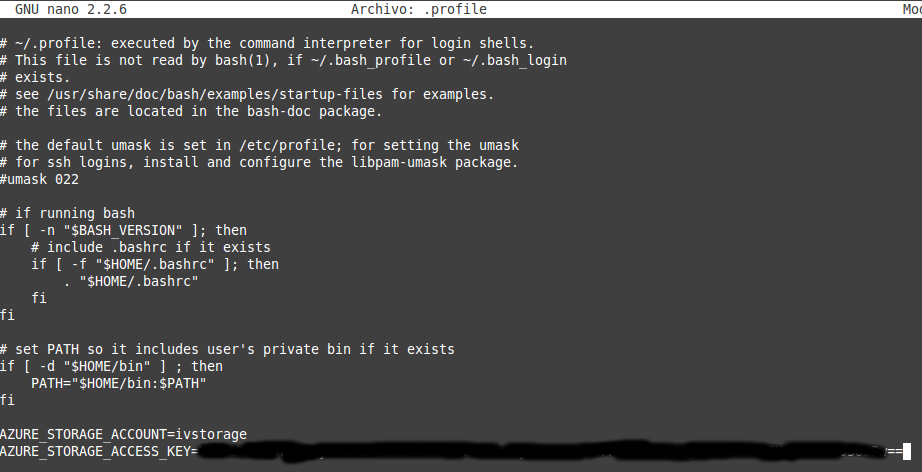 GNU nano 2.2.6 Archivo: .profile
# ~/.profile: executed by the command interpreter for login shells.
# This file is not read by bash(1), if ~/.bash_profile or ~/.bash_login
# exists.
# see /usr/share/doc/bash/examples/startup-files for examples.
# the files are located in the bash-doc package.
# the default umask is set in /etc/profile; for setting the umask
# for ssh logins, install and configure the libpam-umask package.
#umask 022
# if running bash
if [ -n "$BASH_VERSION" ]; then
# include .bashrc if it exists
if [ -f "$HOME/.bashrc" ]; then
. "$HOME/.bashrc"
fi
fi
# set PATH so it includes user's private bin if it exists
if [ -d "$HOME/bin" ] ; then
PATH="$HOME/bin:$PATH"
fi
AZURE_STORAGE_ACCOUNT=ivstorage
AZURE_STORAGE_ACCESS_KEY= ==